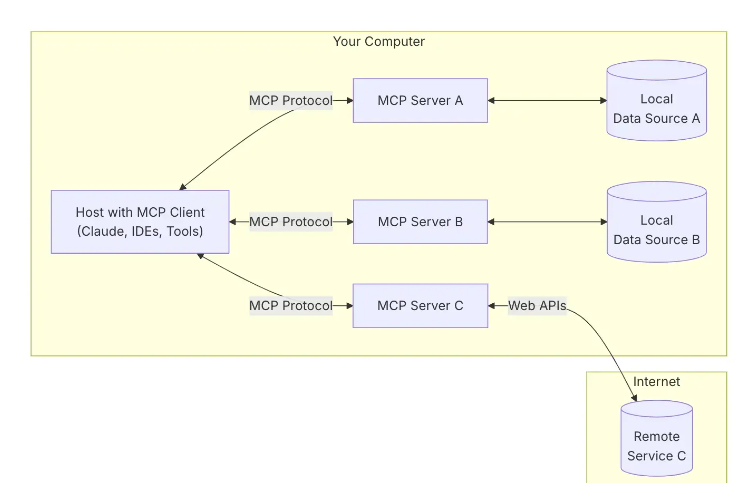 Your Computer
MCP Protocol
MCP Server A
Local
Data Source A
Host with MCP Client
(Claude, IDEs, Tools)
MCP Protocol
MCP Server B
Local
Data Source B
MCP Protocol
MCP Server C
Web APIs
Internet
Remote
Service C